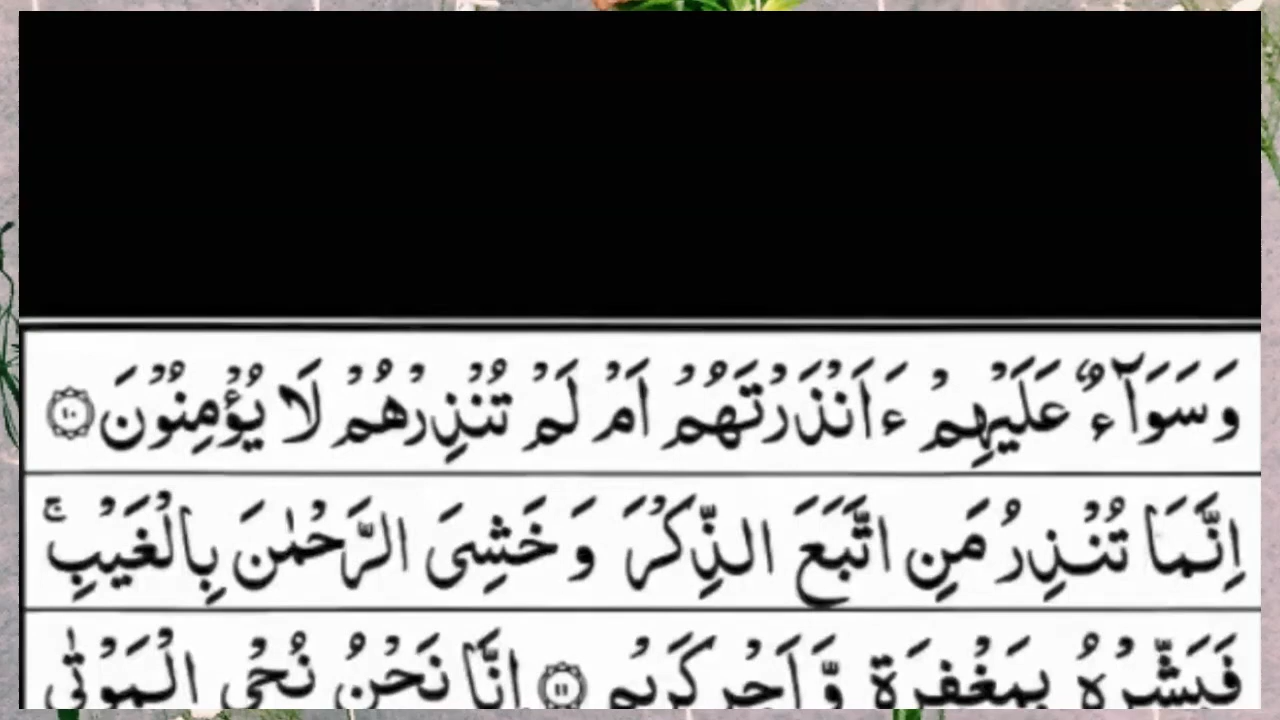 وَسَوَآءٌ عَلَيْهِمْ ءَاَنْذَرْتَهُمْ اَمْ لَمْ تُنْذِرْهُمْ لَا يُؤْمِنُوْنَ ۝١٠
اِنَّمَا تُنْذِرُ مَنِ اتَّبَعَ الذِّكْرَ وَخَشِىَ الرَّحْمٰنَ بِالْغَيْبِۚ
فَبَشِّرْهُ بِمَغْفِرَةٍ وَّاَجْرٍ كَرِيْمٍ ۝١١ اِنَّا نَحْنُ نُحْىِ الْمَوْتٰى